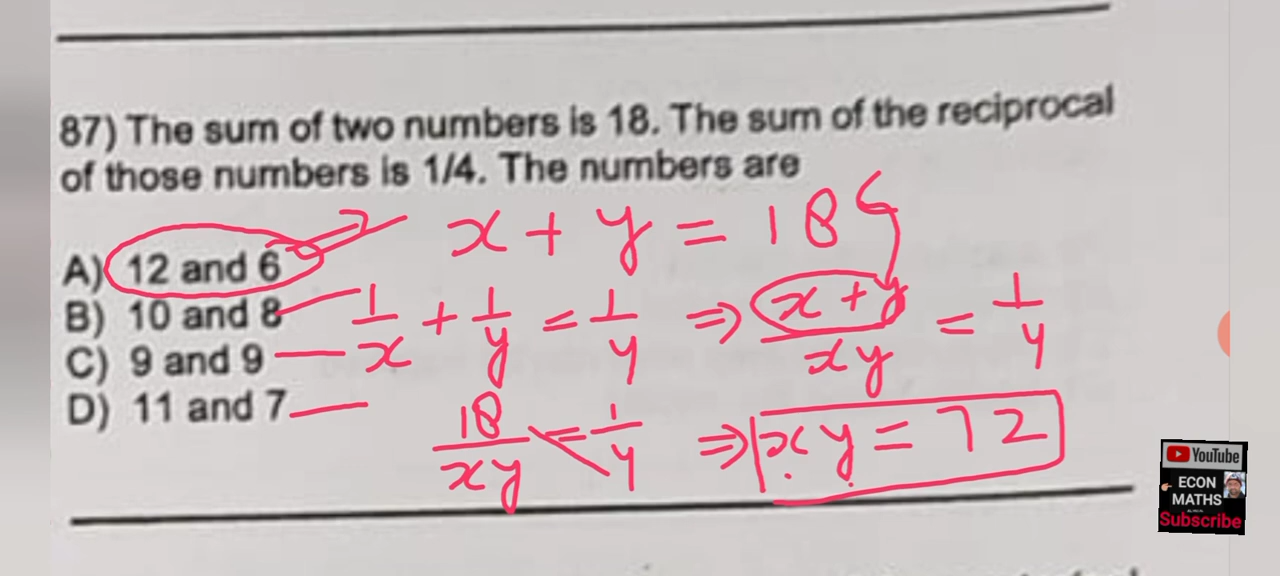 87) The sum of two numbers is 18. The sum of the reciprocal
of those numbers is 1/4. The numbers are
A) 12 and 6
B) 10 and 8
C) 9 and 9
D) 11 and 7
x + y = 18
1/x + 1/y = 1/4 ⇒ x + y / xy = 1/4
18/xy = 1/4 ⇒ xy = 72
YouTube
ECON
MATHS
Subscribe